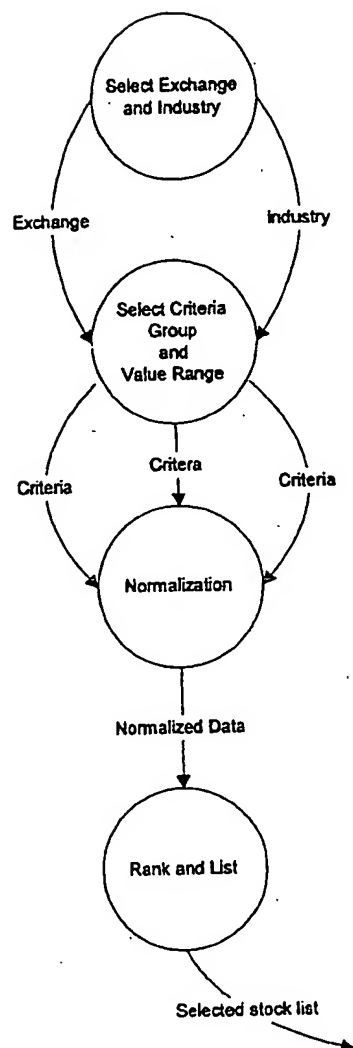 Select Exchange
and Industry
Exchange
Industry
Select Criteria
Group
and
Value Range
Criteria
Critera
Criteria
Normalization
Normalized Data
Rank and List
Selected stock list